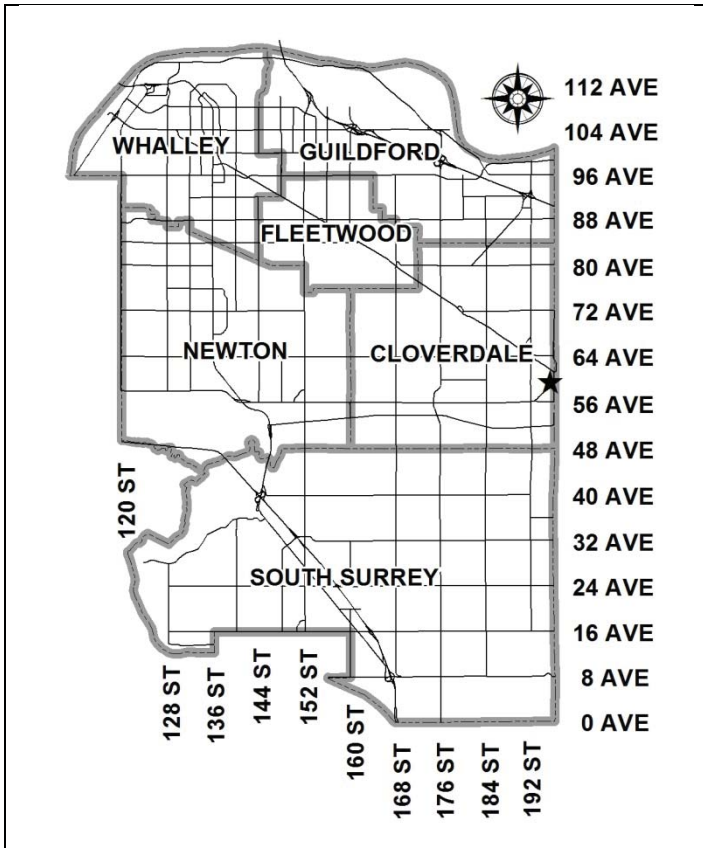 112 AVE
104 AVE
WHALLEY
GUILDFORD
96 AVE
88 AVE
FLEETWOOD
80 AVE
72 AVE
NEWTON
CLOVERDALE
64 AVE
56 AVE
48 AVE
120 ST
40 AVE
32 AVE
SOUTH SURREY
24 AVE
16 AVE
128 ST
136 ST
144 ST
152 ST
8 AVE
160 ST
0 AVE
168 ST
176 ST
184 ST
192 ST